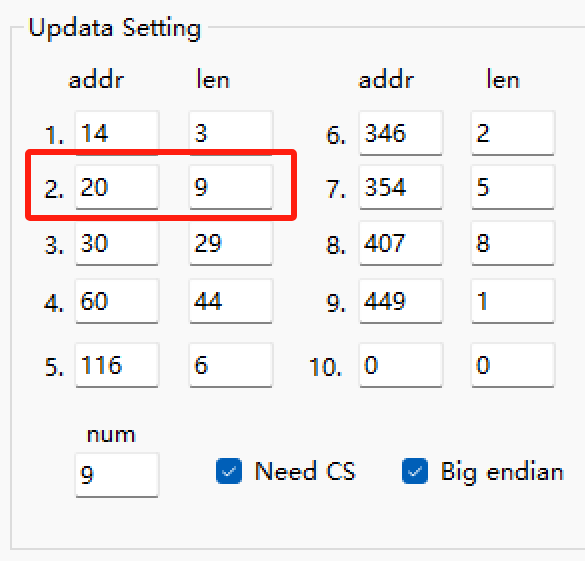 Updata Setting
addr len addr len
1. 14 3 6. 346 2
2. 20 9 7. 354 5
3. 30 29 8. 407 8
4. 60 44 9. 449 1
5. 116 6 10. 0 0
num
9 Need CS Big endian